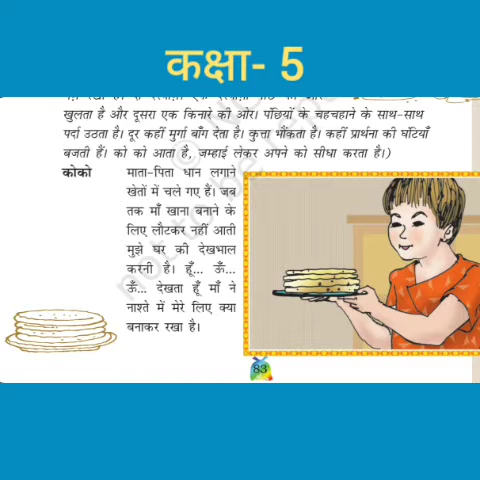 कक्षा- 5
खुलता है और दूसरा एक किनारे की ओर। पंछियों के चहचहाने के साथ-साथ
पर्दा उठता है। दूर कहीं मुर्गा बाँग देता है। कुत्ता भौंकता है। कहीं प्रार्थना की घंटियाँ
बजती हैं। को को आता है, जम्हाई लेकर अपने को सीधा करता है।)
कोको माता-पिता धान लगाने
खेतों में चले गए हैं। जब
तक माँ खाना बनाने के
लिए लौटकर नहीं आती
मुझे घर की देखभाल
करनी है। हूँ... ऊँ...
ऊँ... देखता हूँ माँ ने
नाश्ते में मेरे लिए क्या
बनाकर रखा है।
83